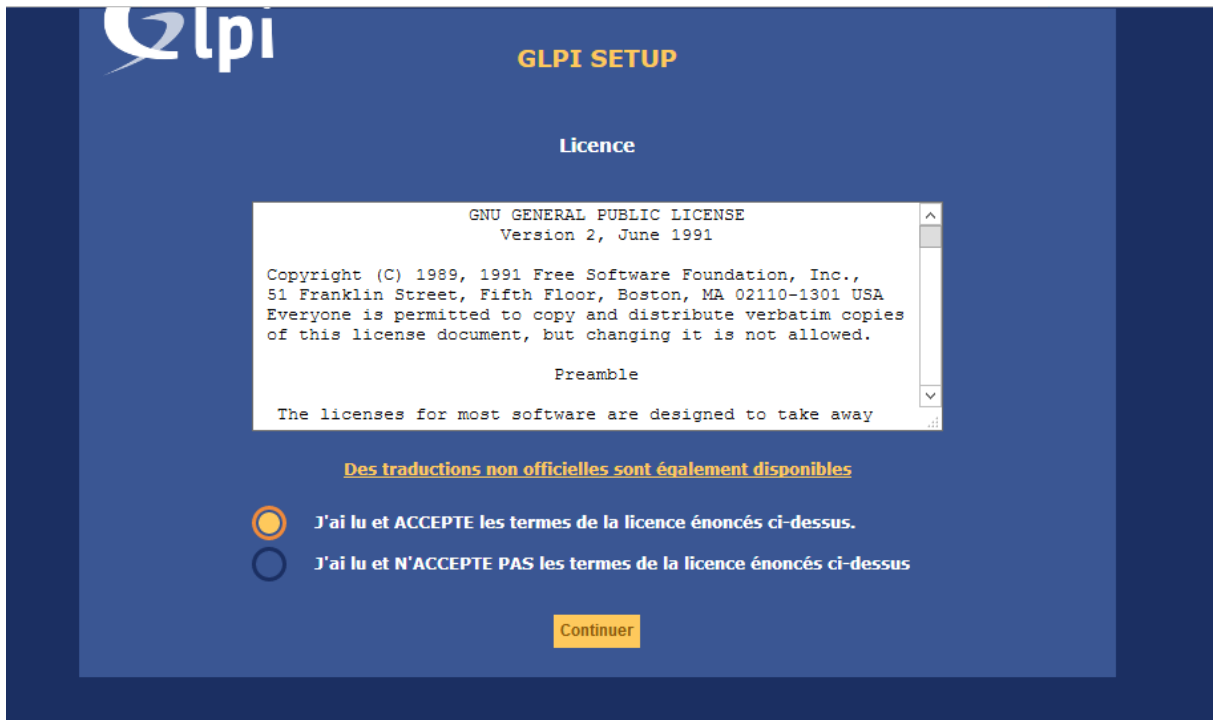 Glpi
GLPI SETUP
Licence
GNU GENERAL PUBLIC LICENSE
Version 2, June 1991
Copyright (C) 1989, 1991 Free Software Foundation, Inc.,
51 Franklin Street, Fifth Floor, Boston, MA 02110-1301 USA
Everyone is permitted to copy and distribute verbatim copies
of this license document, but changing it is not allowed.
Preamble
The licenses for most software are designed to take away
Des traductions non officielles sont également disponibles
J'ai lu et ACCEPTE les termes de la licence énoncés ci-dessus.
J'ai lu et N'ACCEPTE PAS les termes de la licence énoncés ci-dessus
Continuer